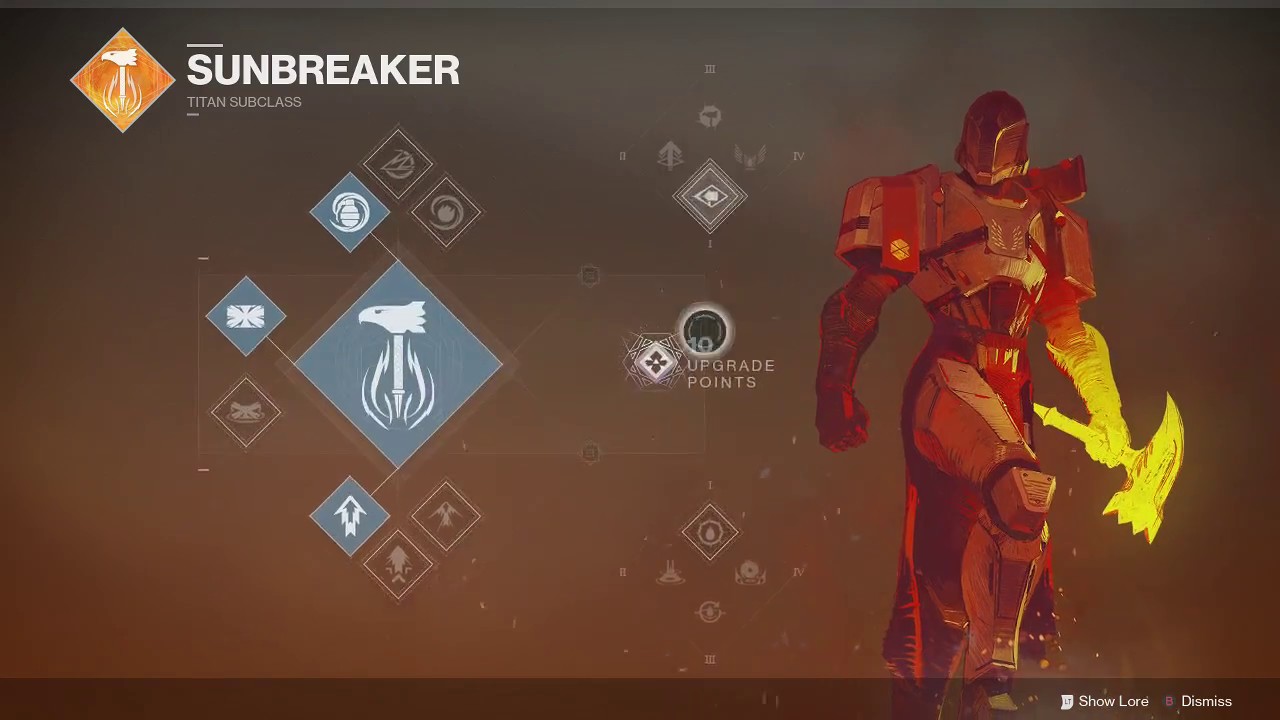 SUNBREAKER
TITAN SUBCLASS
III
II
IV
I
10
UPGRADE
POINTS
I
II
IV
III
LT Show Lore
B Dismiss